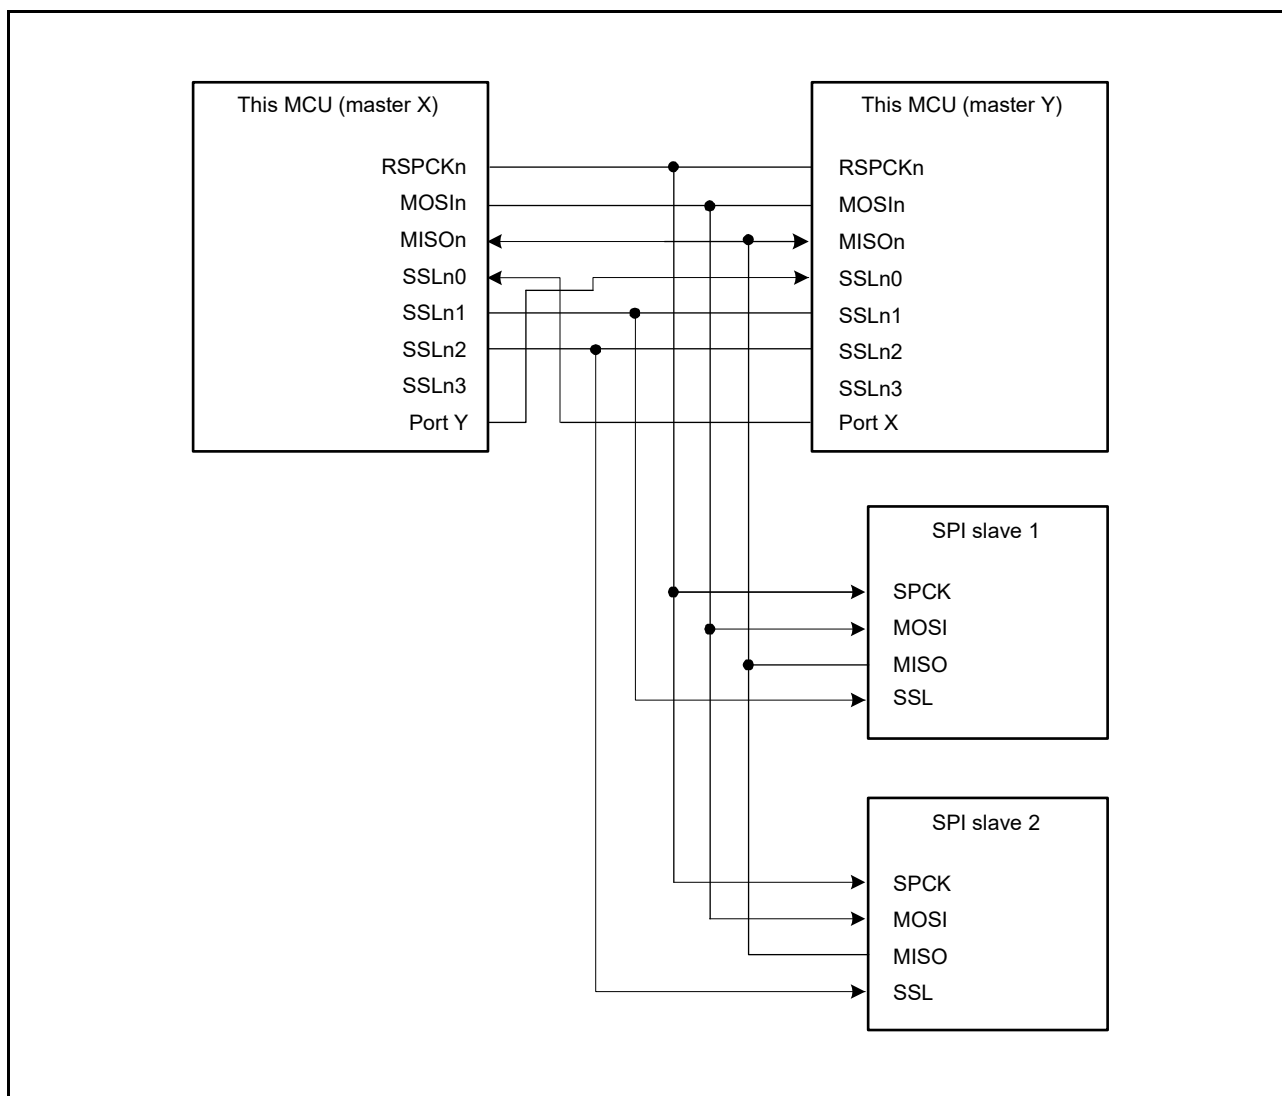 This MCU (master X)
RSPCKn
MOSIn
MISOn
SSLn0
SSLn1
SSLn2
SSLn3
Port Y
This MCU (master Y)
RSPCKn
MOSIn
MISOn
SSLn0
SSLn1
SSLn2
SSLn3
Port X
SPI slave 1
SPCK
MOSI
MISO
SSL
SPI slave 2
SPCK
MOSI
MISO
SSL